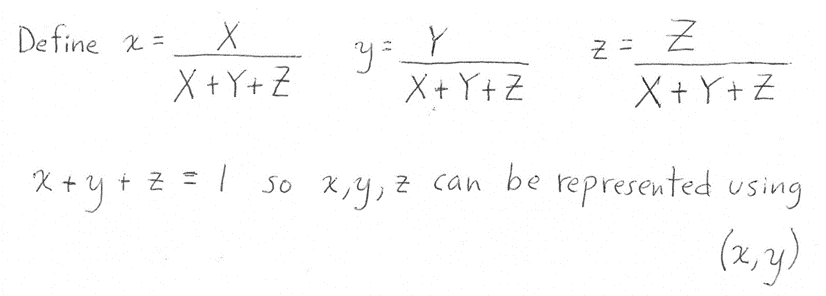 Define x = X / (X + Y + Z)   y = Y / (X + Y + Z)   z = Z / (X + Y + Z)
x + y + z = 1 so x, y, z can be represented using
(x, y)